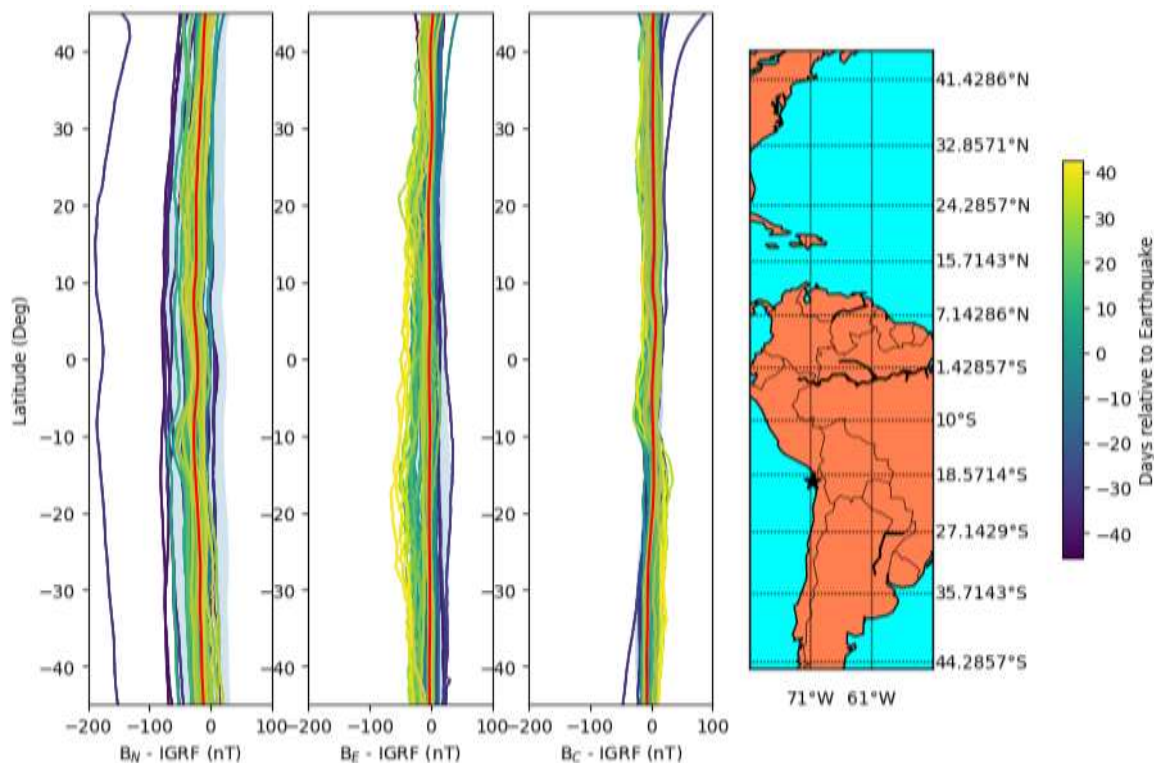 40
30
20
10
0
−10
−20
−30
−40
Latitude (Deg)
−200
−100
0
100
B_N - IGRF (nT)
40
30
20
10
0
−10
−20
−30
−40
−200
−100
0
100
B_E - IGRF (nT)
40
30
20
10
0
−10
−20
−30
−40
−200
−100
0
100
B_C - IGRF (nT)
41.4286°N
32.8571°N
24.2857°N
15.7143°N
7.14286°N
1.42857°S
10°S
18.5714°S
27.1429°S
35.7143°S
44.2857°S
71°W 61°W
40
30
20
10
0
−10
−20
−30
−40
Days relative to Earthquake